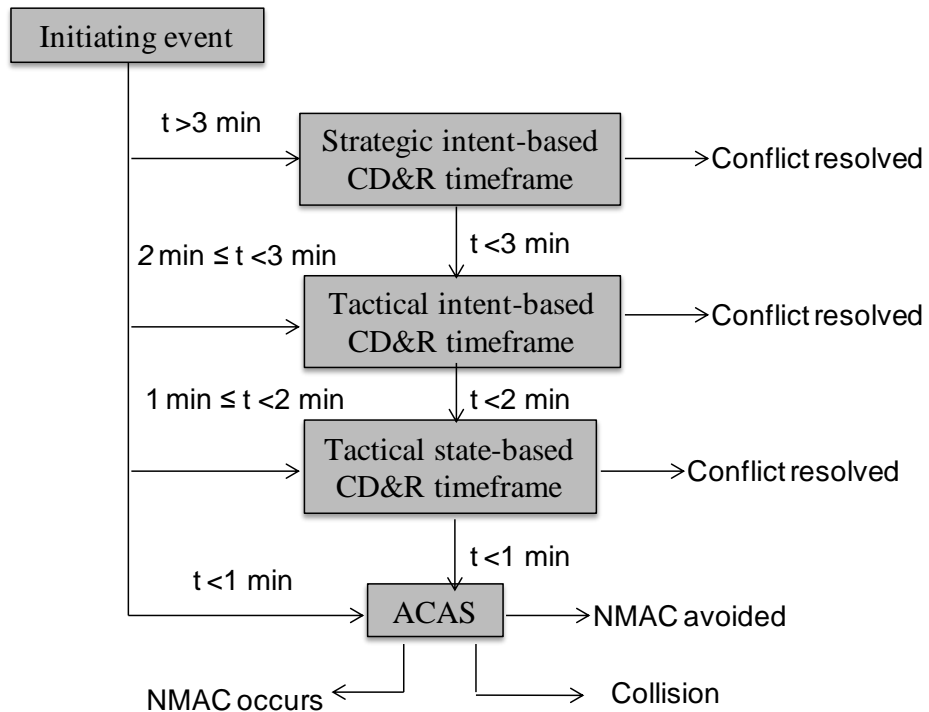 Initiating event
t >3 min
Strategic intent-based
CD&R timeframe
Conflict resolved
t <3 min
2 min ≤ t <3 min
Tactical intent-based
CD&R timeframe
Conflict resolved
1 min ≤ t <2 min
t <2 min
Tactical state-based
CD&R timeframe
Conflict resolved
t <1 min
t <1 min
ACAS
NMAC avoided
NMAC occurs
Collision